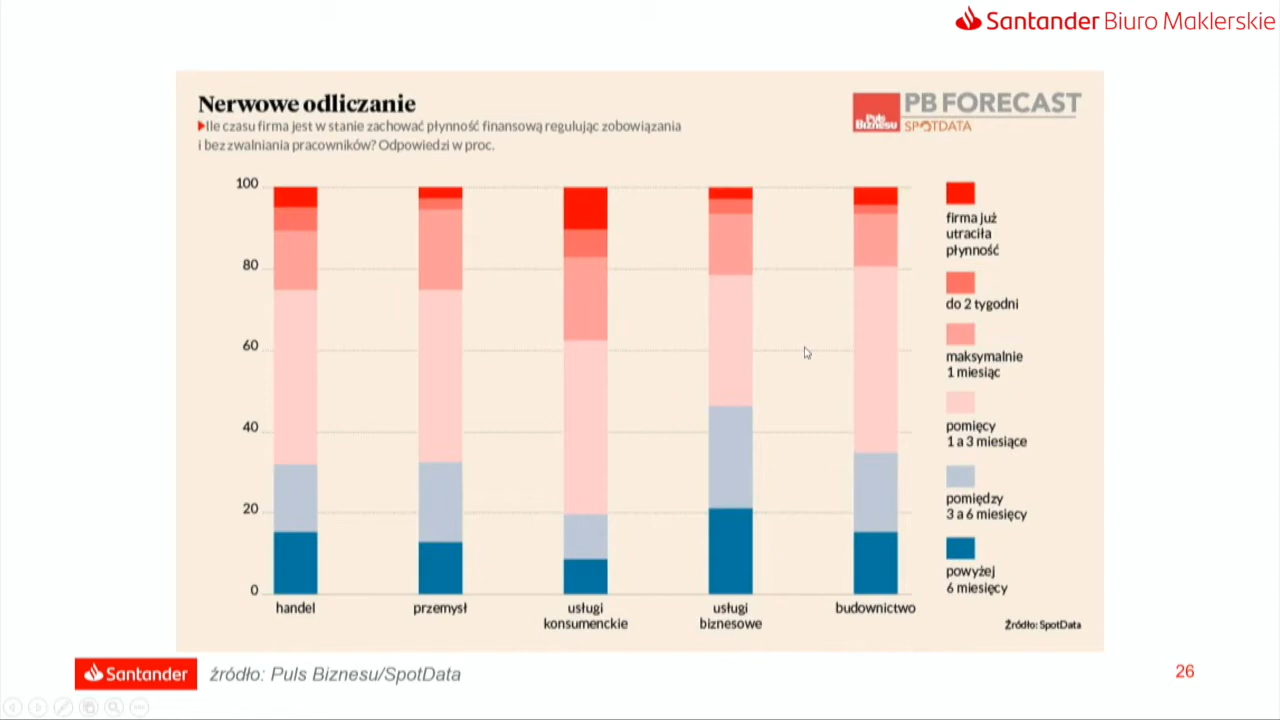 Santander Biuro Maklerskie
Nerwowe odliczanie
Ile czasu firma jest w stanie zachować płynność finansową regulując zobowiązania
i bez zwalniania pracowników? Odpowiedzi w proc.
Puls
Biznesu
PB FORECAST
SPOTDATA
100
80
60
40
20
0
handel
przemysł
usługi
konsumenckie
usługi
biznesowe
budownictwo
firma już
utraciła
płynność
do 2 tygodni
maksymalnie
1 miesiąc
pomięcy
1 a 3 miesiące
pomiędzy
3 a 6 miesięcy
powyżej
6 miesięcy
Źródło: SpotData
Santander
źródło: Puls Biznesu/SpotData
26